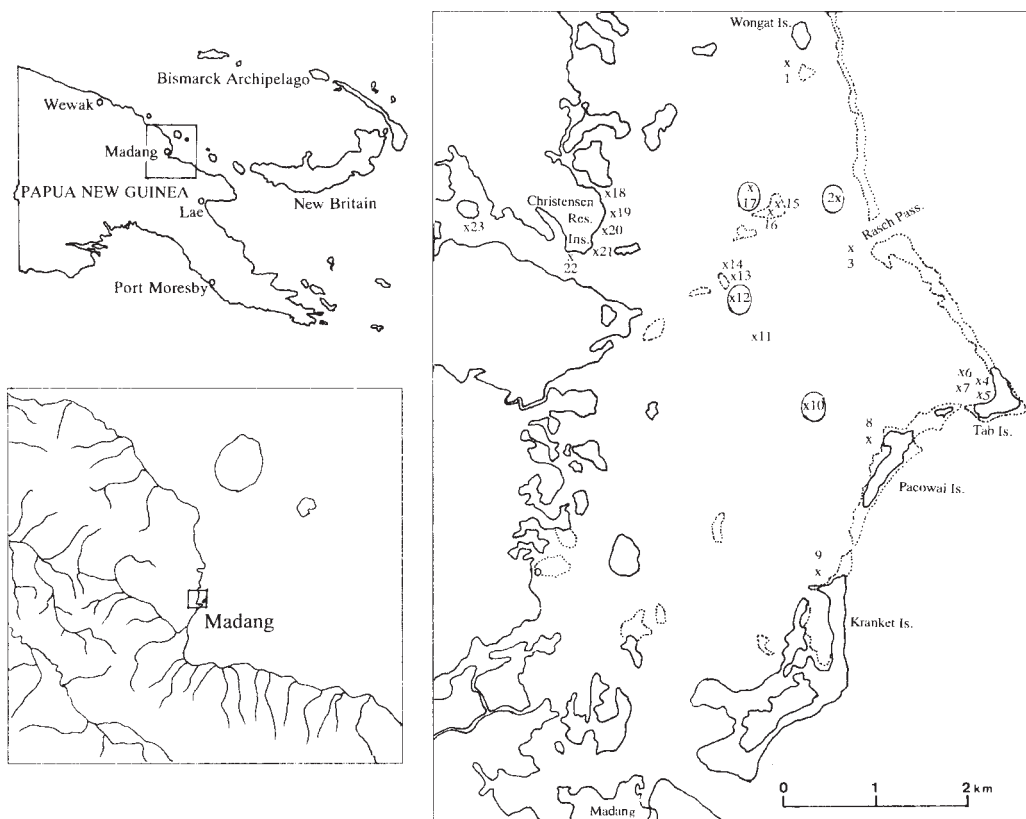 Bismarck Archipelago
Wewak
Madang
PAPUA NEW GUINEA
New Britain
Lae
Port Moresby
Madang
Wongat Is.
x
1
x18
x
17
x15
2x
Christensen
Res.
Ins.
x19
x
16
x20
x23
Rasch Pass.
x21
x
3
x
22
x14
x13
x12
x11
x6
x7
x4
x5
x10
8
x
Tab Is.
Pacowai Is.
9
x
Kranket Is.
Madang
0 1 2 km